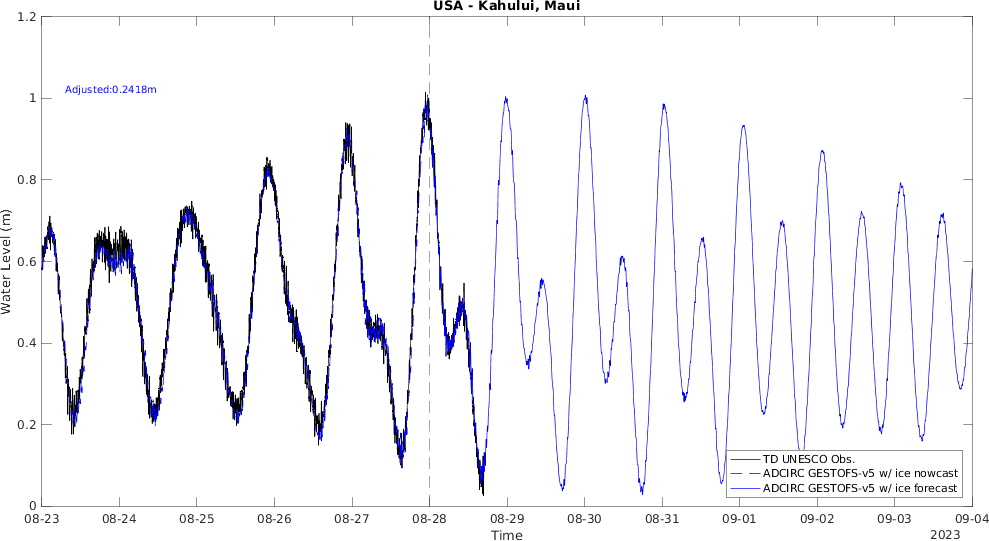 USA - Kahului, Maui
1.2
1
0.8
0.6
0.4
0.2
0
Water Level (m)
Adjusted:0.2418m
TD UNESCO Obs.
ADCIRC GESTOFS-v5 w/ ice nowcast
ADCIRC GESTOFS-v5 w/ ice forecast
08-23 08-24 08-25 08-26 08-27 08-28 08-29 08-30 08-31 09-01 09-02 09-03 09-04
Time
2023